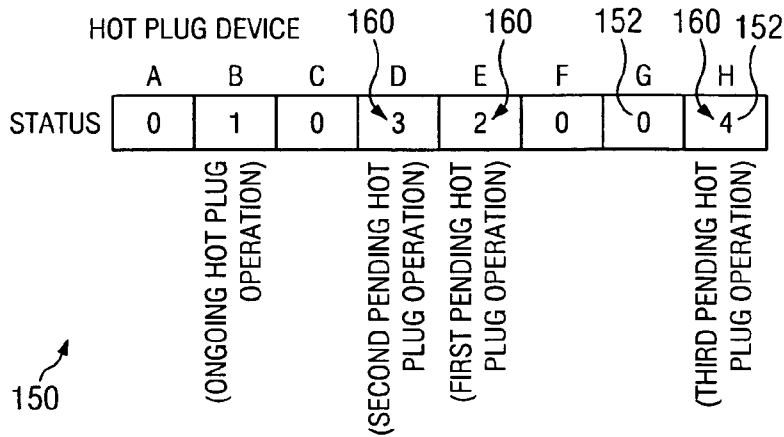 HOT PLUG DEVICE 160 160 152 160 152
A B C D E F G H
STATUS 0 1 0 3 2 0 0 4
(ONGOING HOT PLUG
OPERATION)
(SECOND PENDING HOT
PLUG OPERATION)
(FIRST PENDING HOT
PLUG OPERATION)
(THIRD PENDING HOT
PLUG OPERATION)
150